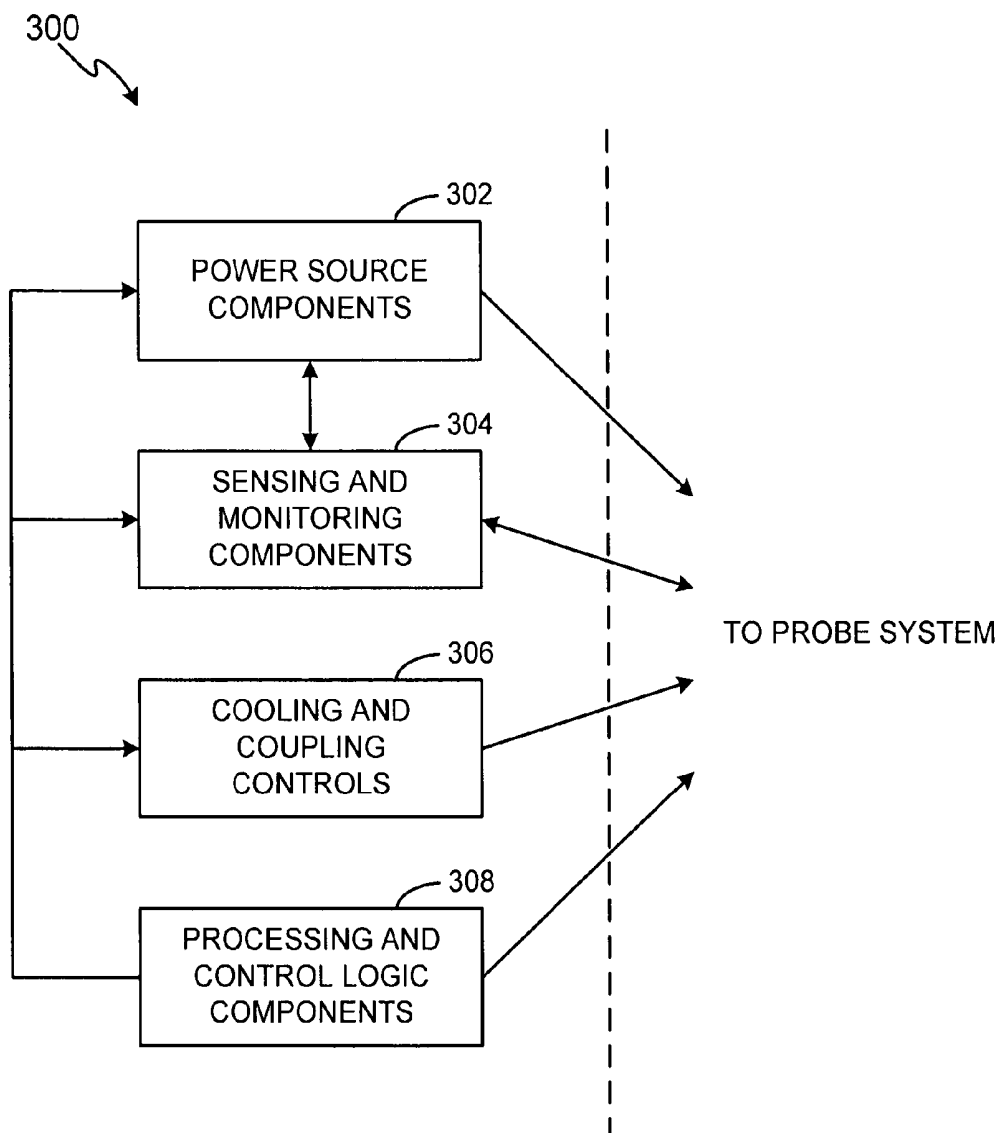 300
302
POWER SOURCE
COMPONENTS
304
SENSING AND
MONITORING
COMPONENTS
TO PROBE SYSTEM
306
COOLING AND
COUPLING
CONTROLS
308
PROCESSING AND
CONTROL LOGIC
COMPONENTS